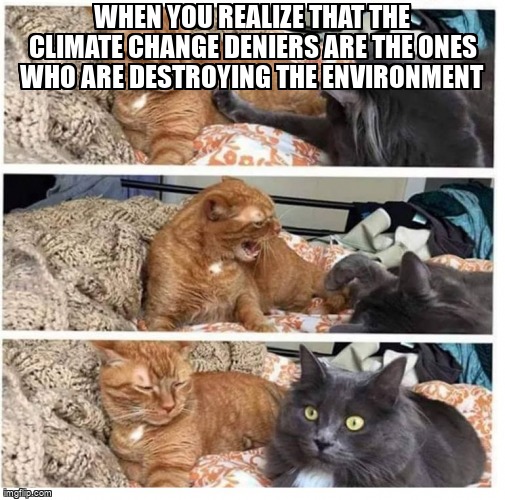 WHEN YOU REALIZE THAT THE
CLIMATE CHANGE DENIERS ARE THE ONES
WHO ARE DESTROYING THE ENVIRONMENT
imgflip.com